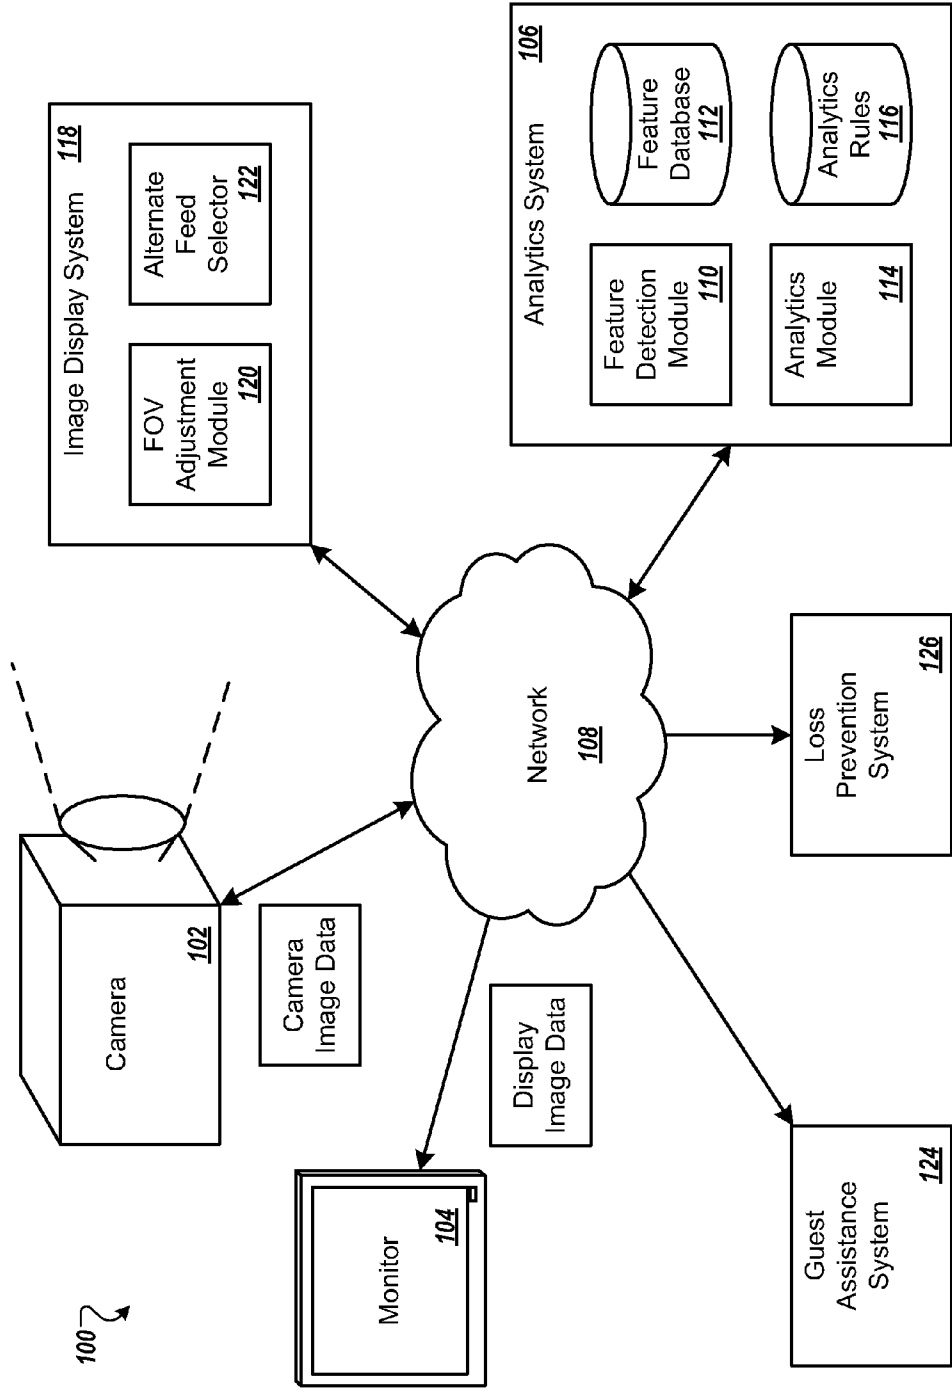 100
Camera
102
Image Display System
118
FOV
Adjustment
Module
120
Alternate
Feed
Selector
122
Camera
Image Data
Monitor
104
Display
Image Data
Network
108
Analytics System
106
Feature
Detection
Module
110
Feature
Database
112
Analytics
Module
114
Analytics
Rules
116
Guest
Assistance
System
124
Loss
Prevention
System
126